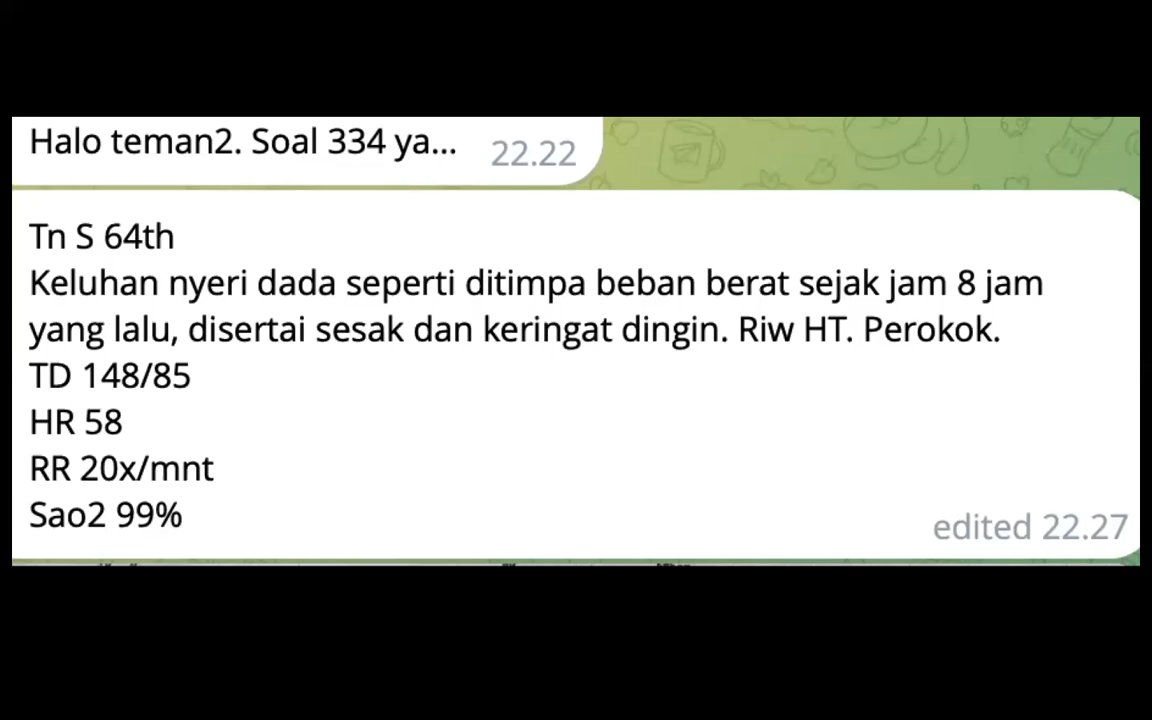 Halo teman2. Soal 334 ya...
22.22
Tn S 64th
Keluhan nyeri dada seperti ditimpa beban berat sejak jam 8 jam
yang lalu, disertai sesak dan keringat dingin. Riw HT. Perokok.
TD 148/85
HR 58
RR 20x/mnt
Sao2 99%
edited 22.27